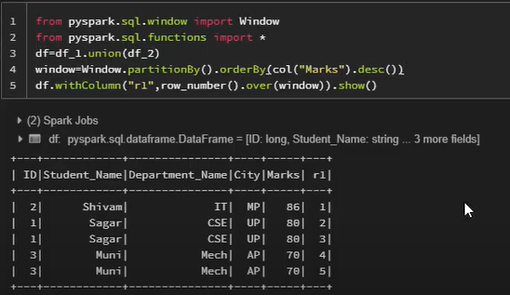 1 from pyspark.sql.window import Window
2 from pyspark.sql.functions import *
3 df=df_1.union(df_2)
4 window=Window.partitionBy().orderBy(col("Marks").desc())
5 df.withColumn("r1",row_number().over(window)).show()
(2) Spark Jobs
df: pyspark.sql.dataframe.DataFrame = [ID: long, Student_Name: string ... 3 more fields]
+---+------------+---------------+----+-----+---+
| ID|Student_Name|Department_Name|City|Marks| r1|
+---+------------+---------------+----+-----+---+
|  2|      Shivam|             IT|  MP|   86|  1|
|  1|       Sagar|            CSE|  UP|   80|  2|
|  1|       Sagar|            CSE|  UP|   80|  3|
|  3|        Muni|           Mech|  AP|   70|  4|
|  3|        Muni|           Mech|  AP|   70|  5|
+---+------------+---------------+----+-----+---+